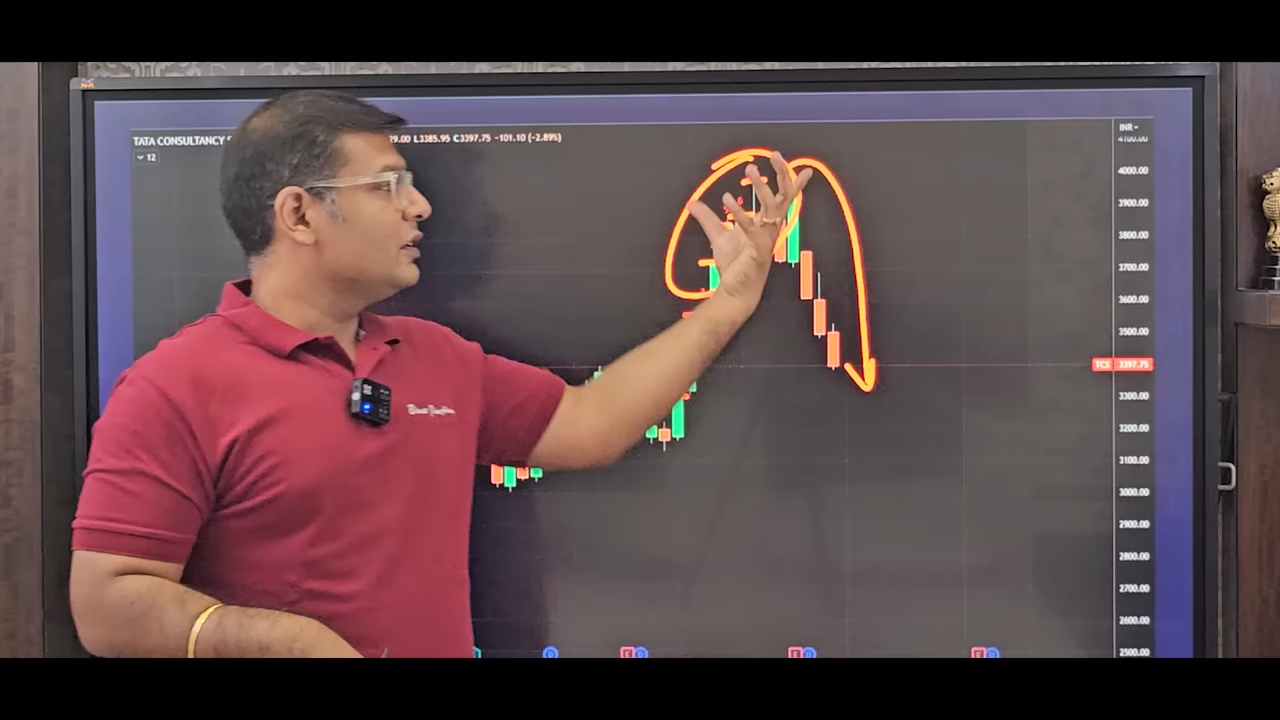 TATA CONSULTANCY
29.00 L3385.95 C3397.75 -101.10 (-2.89%)
12
INR
4100.00
4000.00
3900.00
3800.00
3700.00
3600.00
3500.00
TCS 3397.75
3300.00
3200.00
3100.00
3000.00
2900.00
2800.00
2700.00
2600.00
2500.00
D
E D
E D
E D